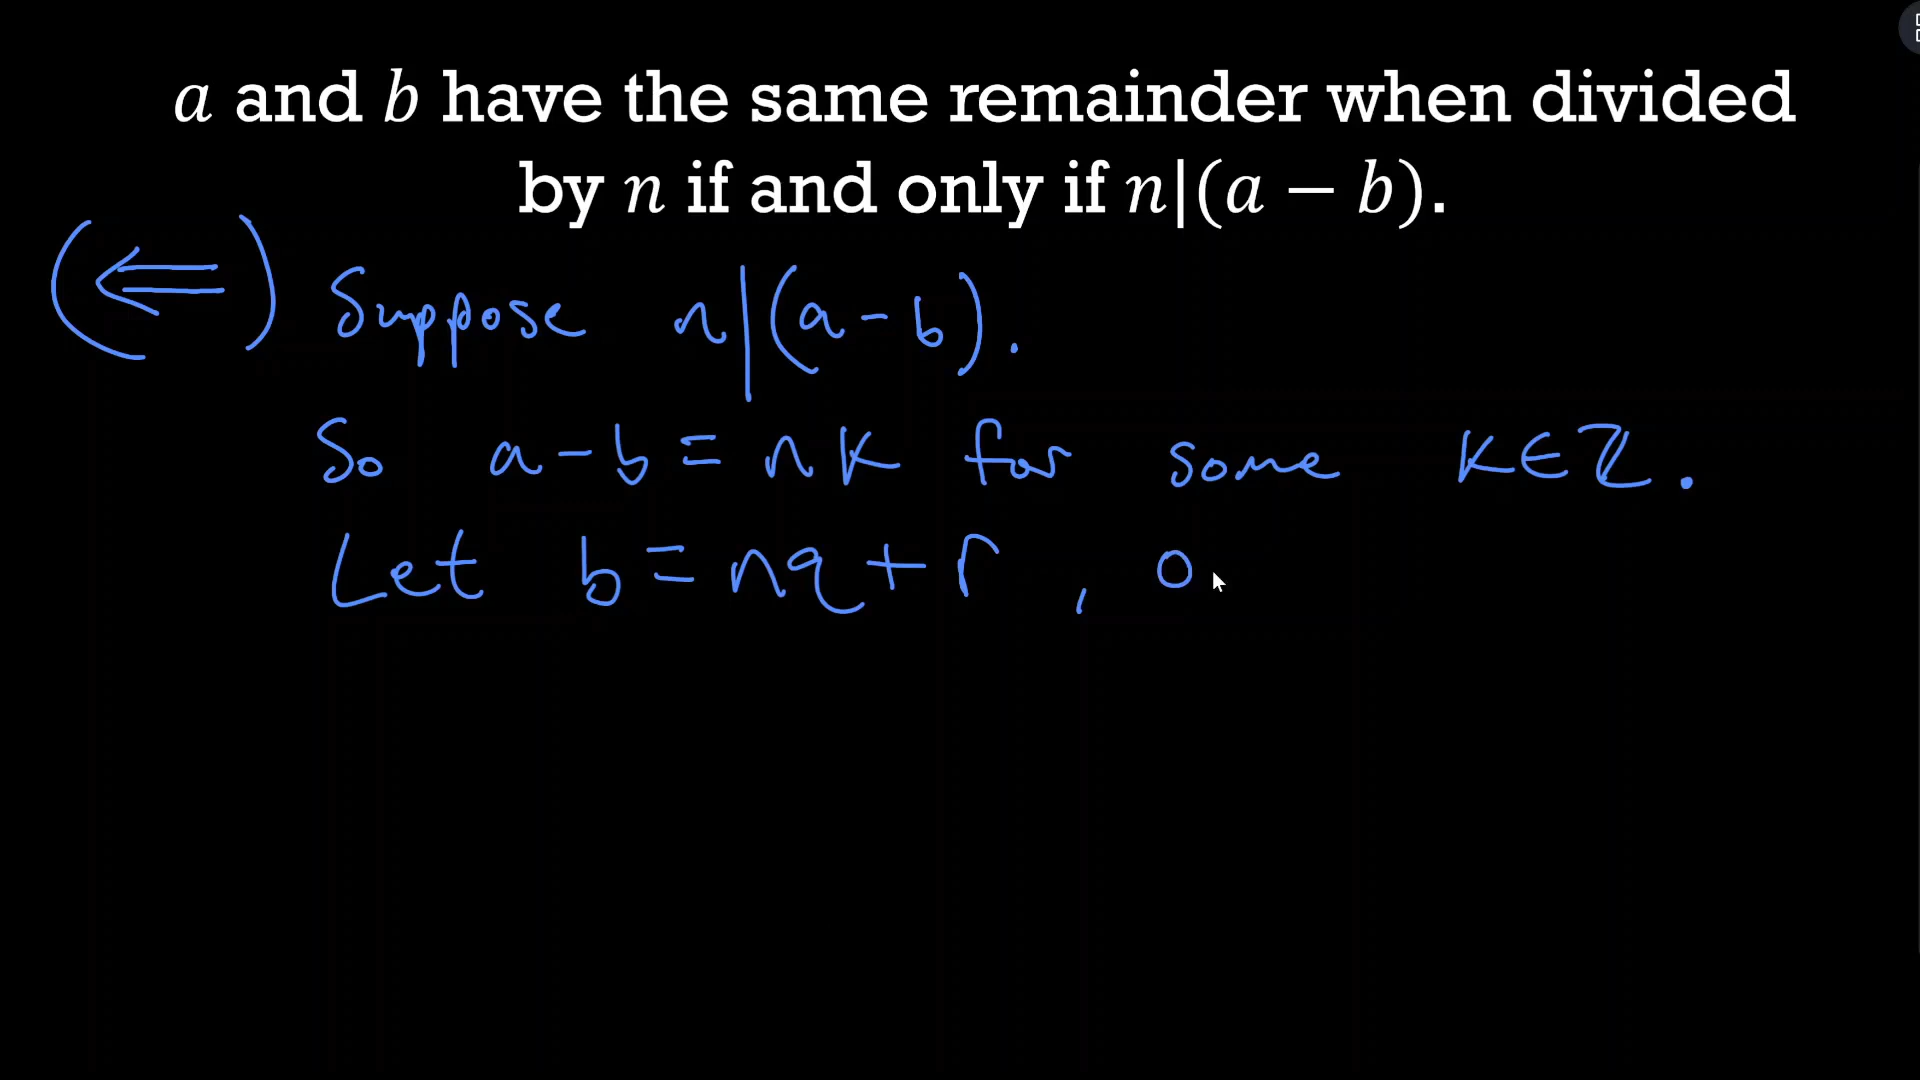 a and b have the same remainder when divided
by n if and only if n|(a − b).
(⇐) Suppose n|(a-b).
So a-b=nk for some k∈ℤ.
Let b=nq+r, 0